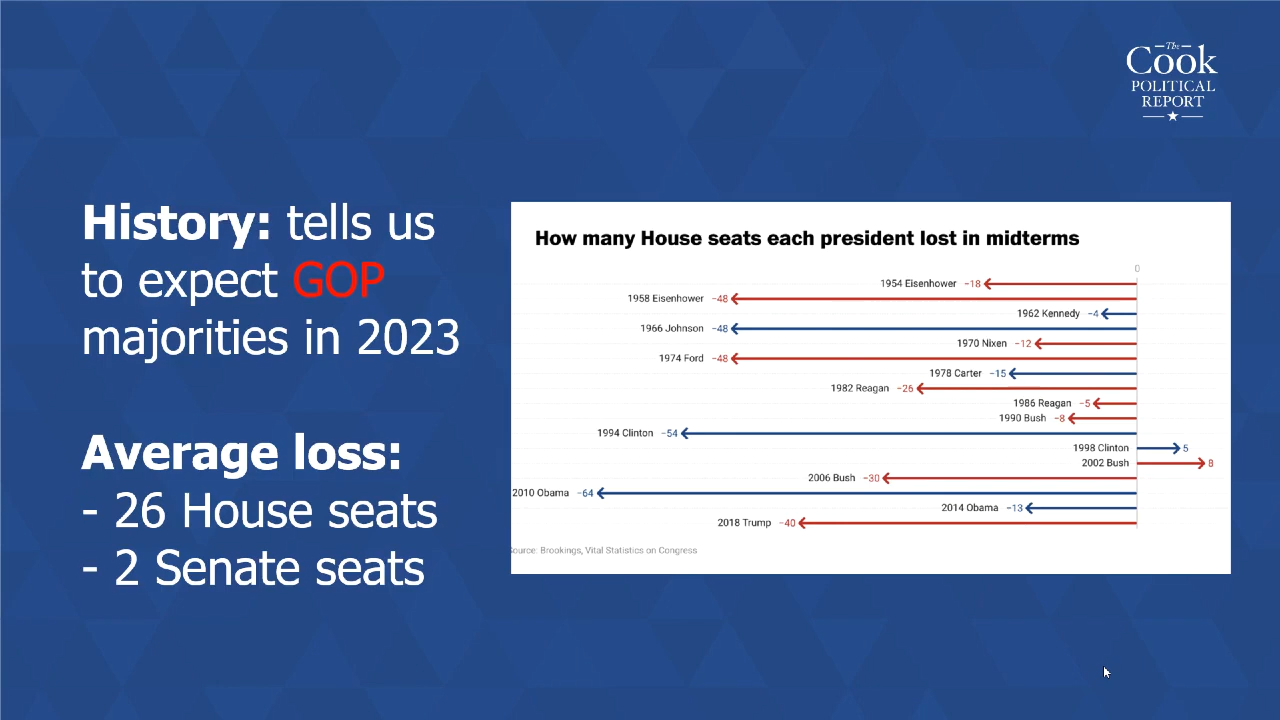 The
Cook
POLITICAL
REPORT
History: tells us
to expect GOP
majorities in 2023
Average loss:
- 26 House seats
- 2 Senate seats
How many House seats each president lost in midterms
0
1954 Eisenhower -18
1958 Eisenhower -48
1962 Kennedy -4
1966 Johnson -48
1970 Nixen -12
1974 Ford -48
1978 Carter -15
1982 Reagan -26
1986 Reagan -5
1990 Bush -8
1994 Clinton -54
1998 Clinton 5
2002 Bush 8
2006 Bush -30
2010 Obama -64
2014 Obama -13
2018 Trump -40
Source: Brookings, Vital Statistics on Congress